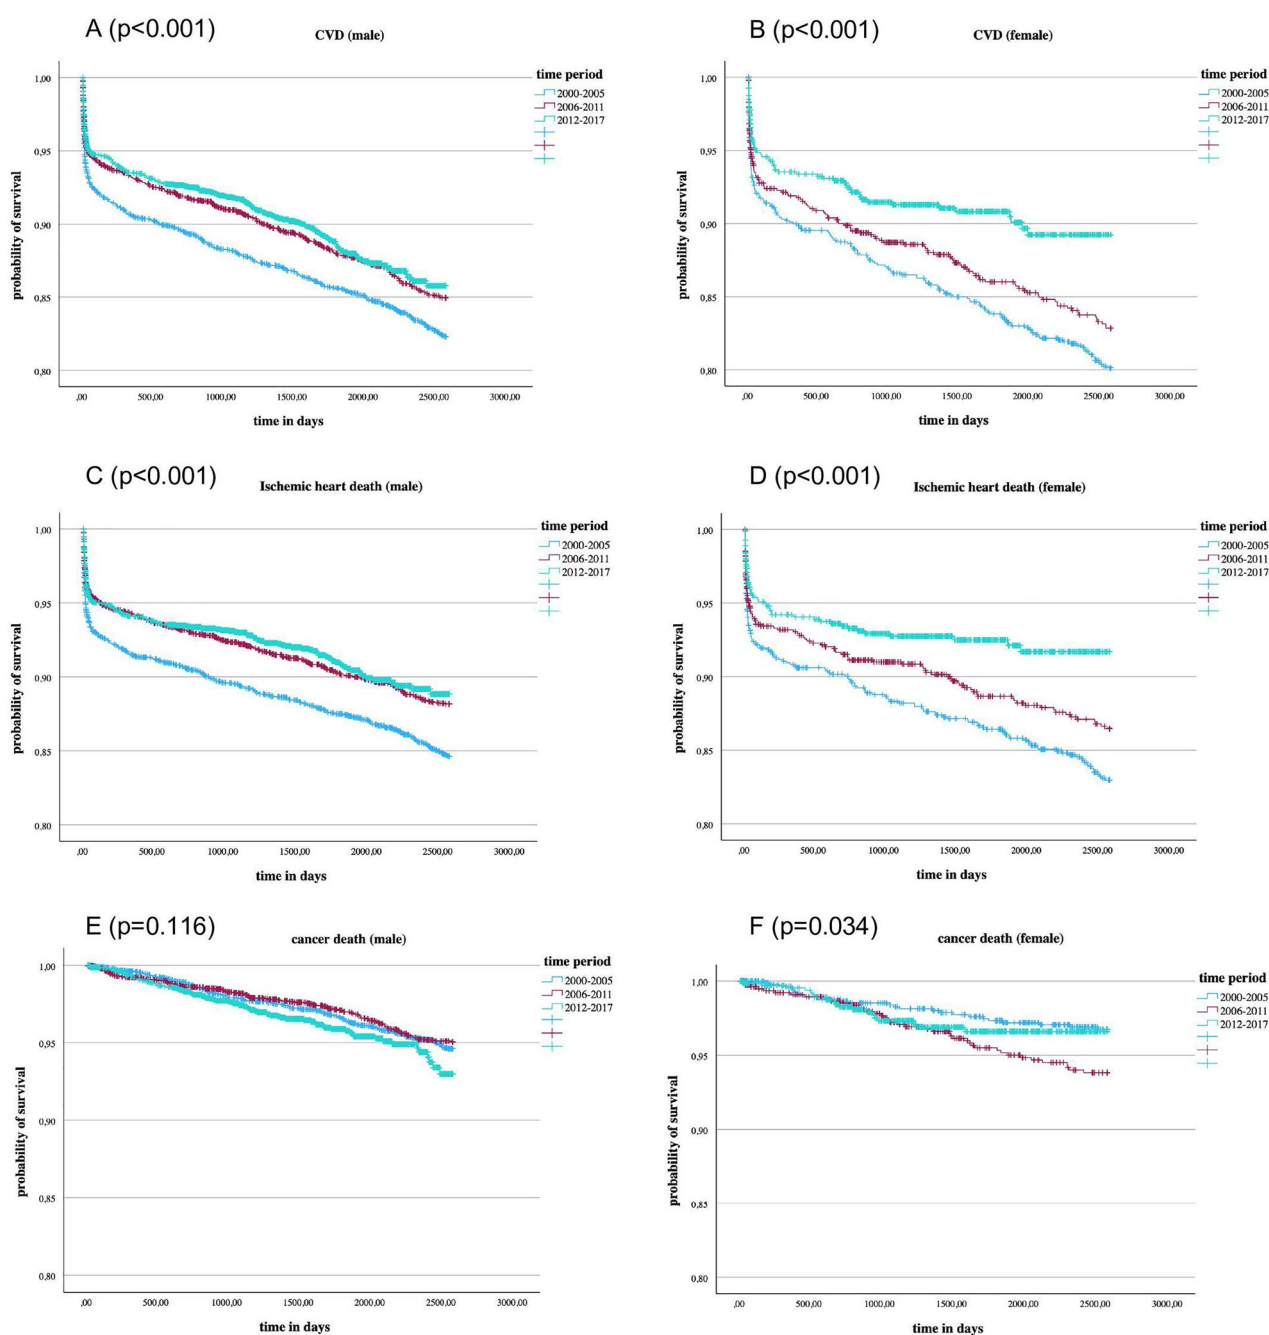 A (p<0.001)
CVD (male)
time period
2000-2005
2006-2011
2012-2017
probability of survival
1,00
0,95
0,90
0,85
0,80
,00 500,00 1000,00 1500,00 2000,00 2500,00 3000,00
time in days
B (p<0.001)
CVD (female)
time period
2000-2005
2006-2011
2012-2017
probability of survival
1,00
0,95
0,90
0,85
0,80
,00 500,00 1000,00 1500,00 2000,00 2500,00 3000,00
time in days
C (p<0.001)
Ischemic heart death (male)
time period
2000-2005
2006-2011
2012-2017
probability of survival
1,00
0,95
0,90
0,85
0,80
,00 500,00 1000,00 1500,00 2000,00 2500,00 3000,00
time in days
D (p<0.001)
Ischemic heart death (female)
time period
2000-2005
2006-2011
2012-2017
probability of survival
1,00
0,95
0,90
0,85
0,80
,00 500,00 1000,00 1500,00 2000,00 2500,00 3000,00
time in days
E (p=0.116)
cancer death (male)
time period
2000-2005
2006-2011
2012-2017
probability of survival
1,00
0,95
0,90
0,85
0,80
,00 500,00 1000,00 1500,00 2000,00 2500,00 3000,00
time in days
F (p=0.034)
cancer death (female)
time period
2000-2005
2006-2011
2012-2017
probability of survival
1,00
0,95
0,90
0,85
0,80
,00 500,00 1000,00 1500,00 2000,00 2500,00 3000,00
time in days